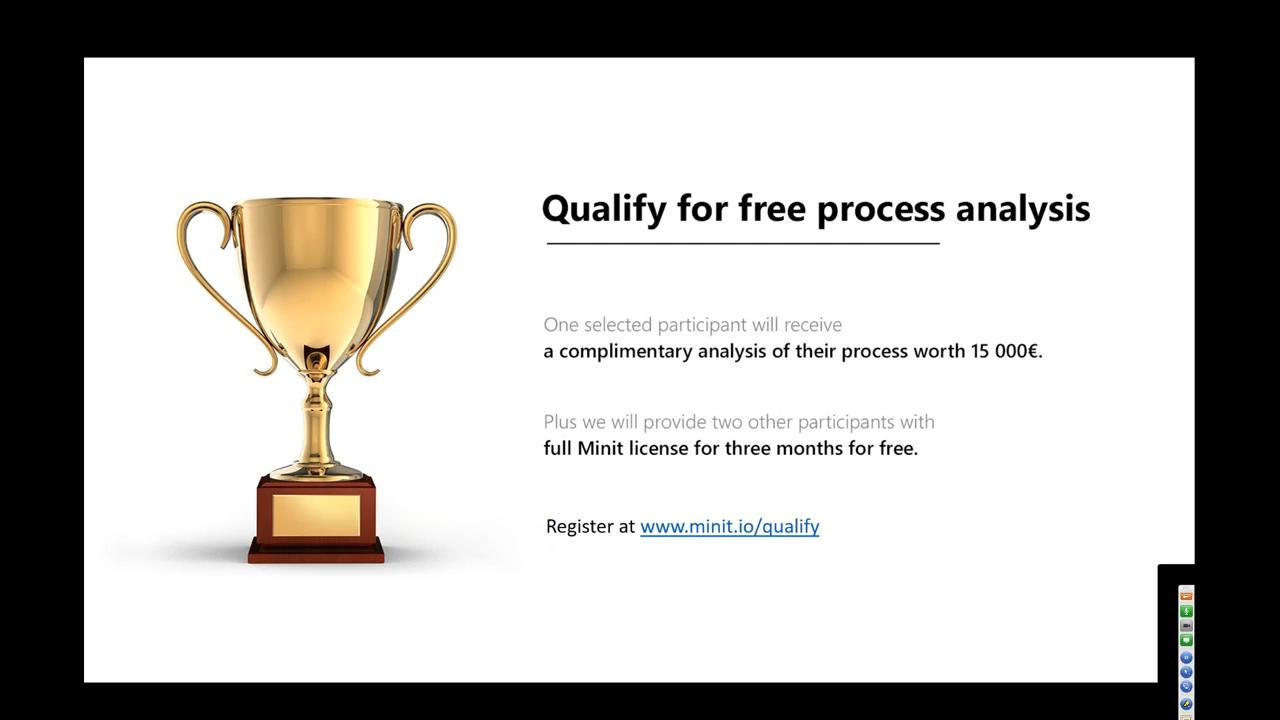 Qualify for free process analysis
One selected participant will receive
a complimentary analysis of their process worth 15 000€.
Plus we will provide two other participants with
full Minit license for three months for free.
Register at www.minit.io/qualify